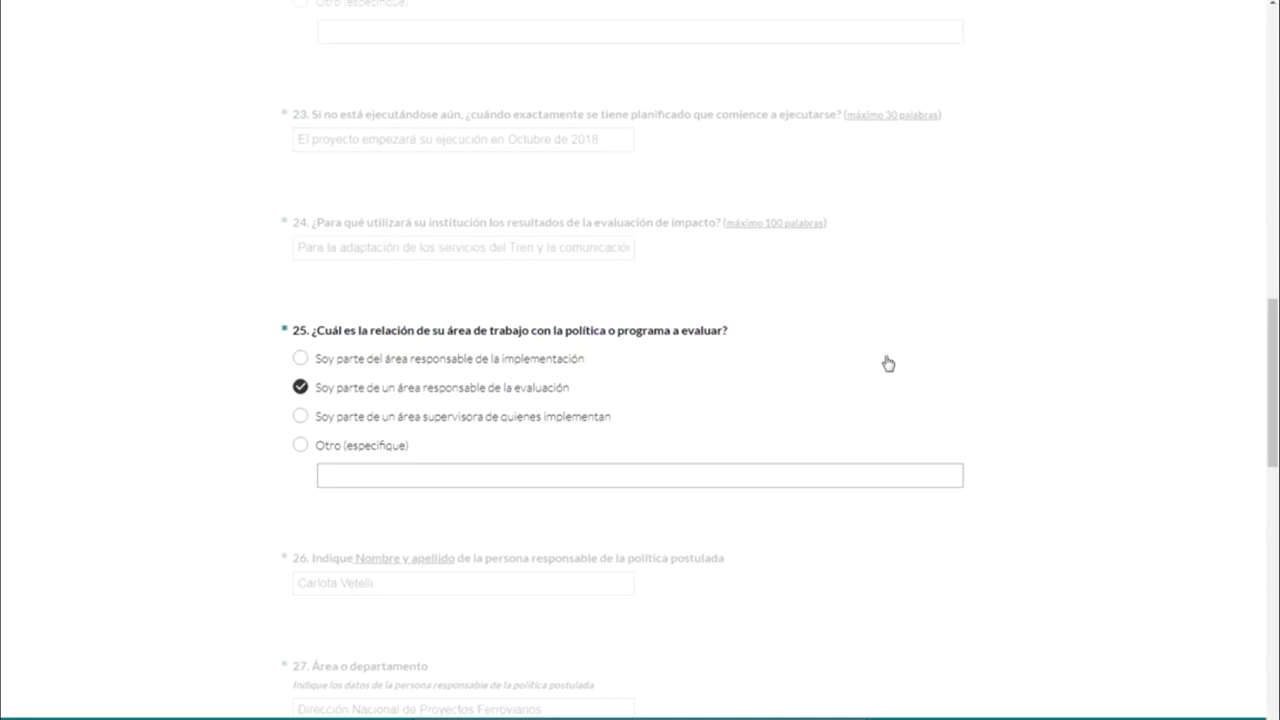 Otro (especifique)
* 23. Si no está ejecutándose aún, ¿cuándo exactamente se tiene planificado que comience a ejecutarse? (máximo 30 palabras)
El proyecto empezará su ejecución en Octubre de 2018
* 24. ¿Para qué utilizará su institución los resultados de la evaluación de impacto? (máximo 100 palabras)
Para la adaptación de los servicios del Tren y la comunicación
* 25. ¿Cuál es la relación de su área de trabajo con la política o programa a evaluar?
Soy parte del área responsable de la implementación
Soy parte de un área responsable de la evaluación
Soy parte de un área supervisora de quienes implementan
Otro (especifique)
* 26. Indique Nombre y apellido de la persona responsable de la política postulada
Carlota Vetelli
* 27. Área o departamento
Indique los datos de la persona responsable de la política postulada
Dirección Nacional de Proyectos Ferrovianos